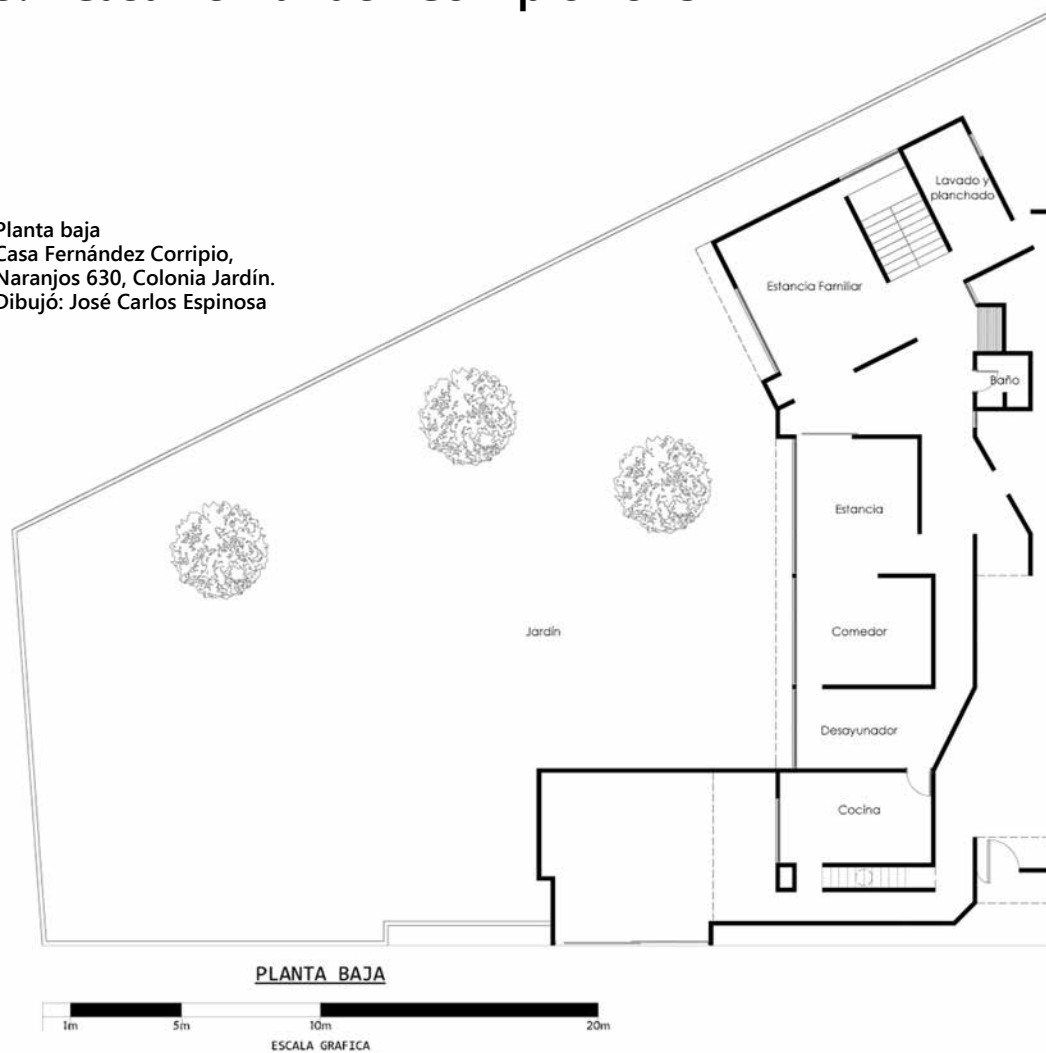 Planta baja
Casa Fernández Corripio,
Naranjos 630, Colonia Jardín.
Dibujó: José Carlos Espinosa
Lavado y
planchado
Estancia Familiar
Baño
Estancia
Jardín
Comedor
Desayunador
Cocina
PLANTA BAJA
1m 5m 10m 20m
ESCALA GRAFICA